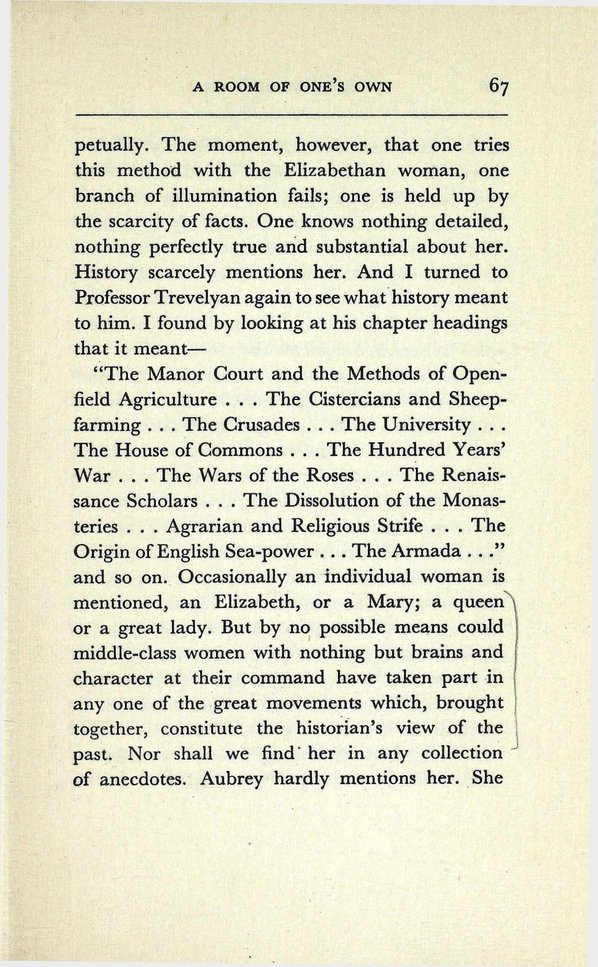 A ROOM OF ONE'S OWN 67
petually. The moment, however, that one tries
this method with the Elizabethan woman, one
branch of illumination fails; one is held up by
the scarcity of facts. One knows nothing detailed,
nothing perfectly true and substantial about her.
History scarcely mentions her. And I turned to
Professor Trevelyan again to see what history meant
to him. I found by looking at his chapter headings
that it meant—
“The Manor Court and the Methods of Open-
field Agriculture . . . The Cistercians and Sheep-
farming . . . The Crusades . . . The University . . .
The House of Commons . . . The Hundred Years'
War . . . The Wars of the Roses . . . The Renais-
sance Scholars . . . The Dissolution of the Monas-
teries . . . Agrarian and Religious Strife . . . The
Origin of English Sea-power . . . The Armada . . .”
and so on. Occasionally an individual woman is
mentioned, an Elizabeth, or a Mary; a queen
or a great lady. But by no possible means could
middle-class women with nothing but brains and
character at their command have taken part in
any one of the great movements which, brought
together, constitute the historian's view of the
past. Nor shall we find her in any collection
of anecdotes. Aubrey hardly mentions her. She